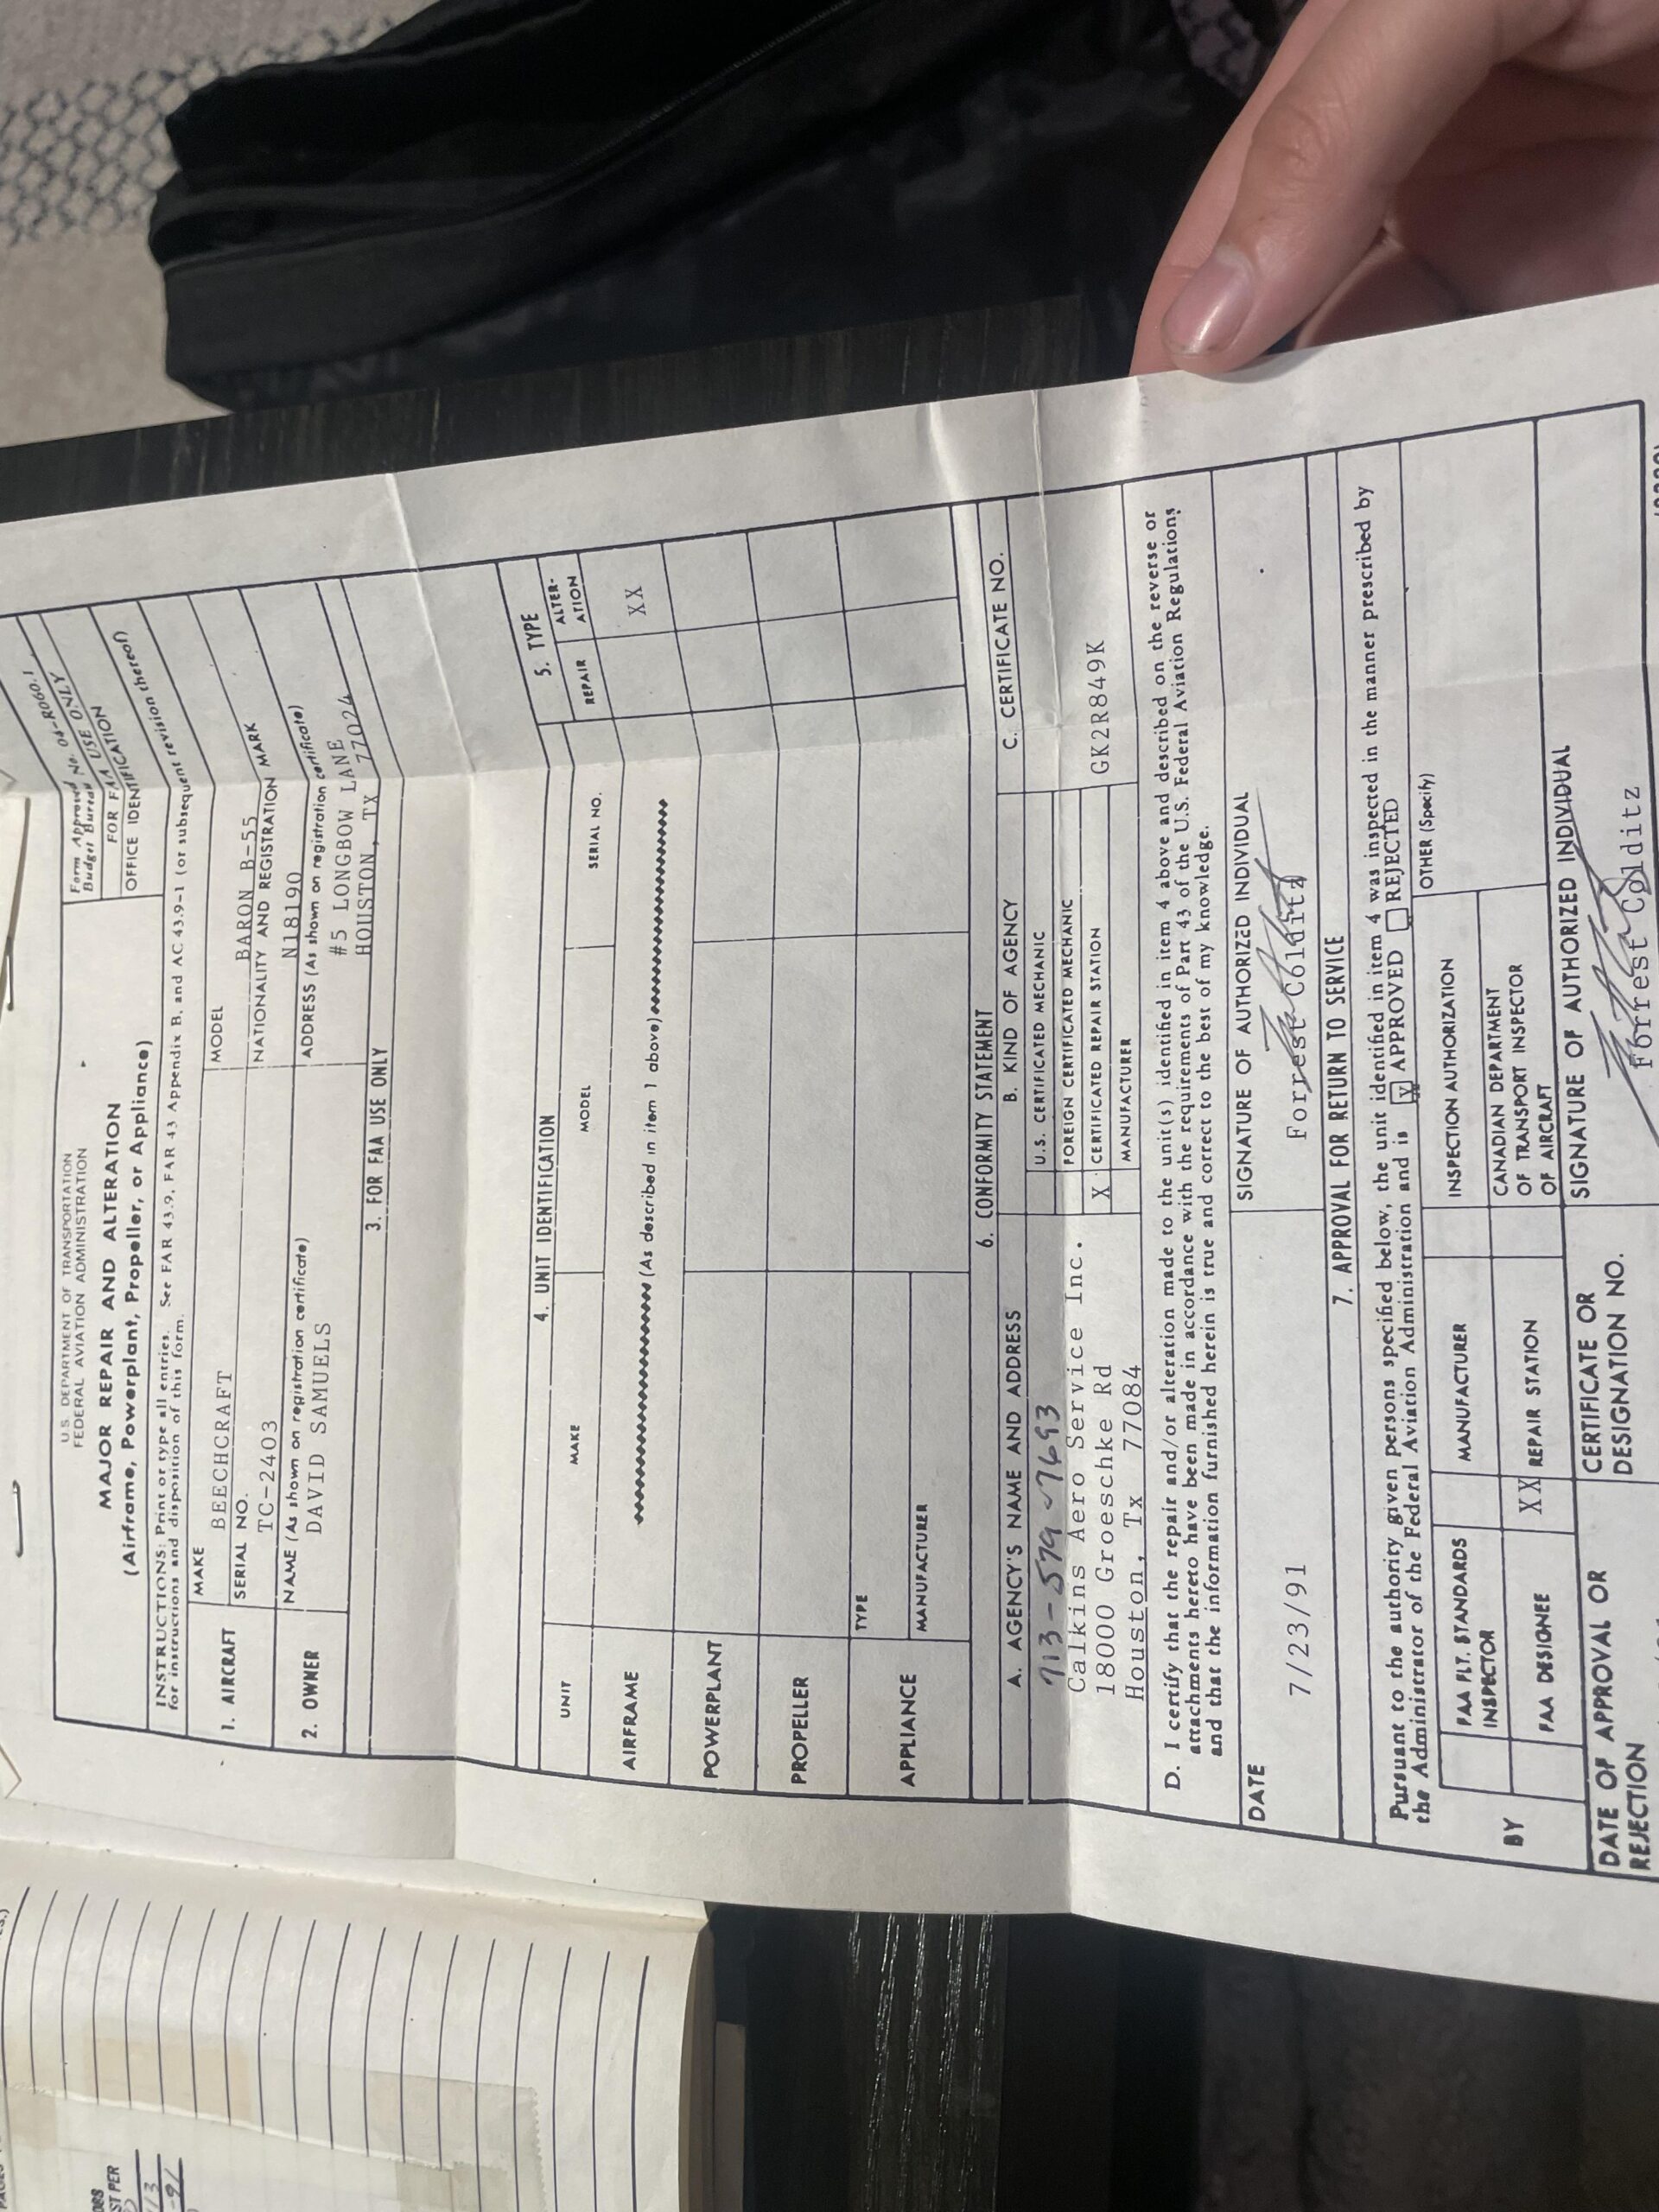 Form Approved
Budget Bureau No. 04-R060.1
FOR FAA USE ONLY
OFFICE IDENTIFICATION
U.S. DEPARTMENT OF TRANSPORTATION
FEDERAL AVIATION ADMINISTRATION
MAJOR REPAIR AND ALTERATION
(Airframe, Powerplant, Propeller, or Appliance)
INSTRUCTIONS: Print or type all entries. See FAR 43.9, FAR 43 Appendix B, and AC 43.9-1 (or subsequent revision thereof)
for instructions and disposition of this form.
1. AIRCRAFT
MAKE
BEECHCRAFT
MODEL
BARON B-55
SERIAL NO.
TC-2403
NATIONALITY AND REGISTRATION MARK
N18190
2. OWNER
NAME (As shown on registration certificate)
DAVID SAMUELS
ADDRESS (As shown on registration certificate)
#5 LONGBOW LANE
HOUSTON, TX 77024
3. FOR FAA USE ONLY
4. UNIT IDENTIFICATION
5. TYPE
UNIT MAKE MODEL SERIAL NO. REPAIR ALTER-
ATION
AIRFRAME (As described in item 1 above) XX
POWERPLANT
PROPELLER
APPLIANCE
TYPE
MANUFACTURER
6. CONFORMITY STATEMENT
A. AGENCY'S NAME AND ADDRESS B. KIND OF AGENCY C. CERTIFICATE NO.
713-579-7693
Calkins Aero Service Inc.
18000 Groeschke Rd
Houston, Tx 77084
U.S. CERTIFICATED MECHANIC
FOREIGN CERTIFICATED MECHANIC
X CERTIFICATED REPAIR STATION
MANUFACTURER
GK2R849K
D. I certify that the repair and/or alteration made to the unit(s) identified in item 4 above and described on the reverse or
attachments hereto have been made in accordance with the requirements of Part 43 of the U.S. Federal Aviation Regulations
and that the information furnished herein is true and correct to the best of my knowledge.
DATE
7/23/91
SIGNATURE OF AUTHORIZED INDIVIDUAL
Forrest Colditz
7. APPROVAL FOR RETURN TO SERVICE
Pursuant to the authority given persons specified below, the unit identified in item 4 was inspected in the manner prescribed by
the Administrator of the Federal Aviation Administration and is APPROVED REJECTED
BY
FAA FLT. STANDARDS
INSPECTOR
MANUFACTURER
INSPECTION AUTHORIZATION
OTHER (Specify)
FAA DESIGNEE
XX REPAIR STATION
CANADIAN DEPARTMENT
OF TRANSPORT INSPECTOR
OF AIRCRAFT
DATE OF APPROVAL OR
REJECTION
CERTIFICATE OR
DESIGNATION NO.
SIGNATURE OF AUTHORIZED INDIVIDUAL
Forrest Colditz